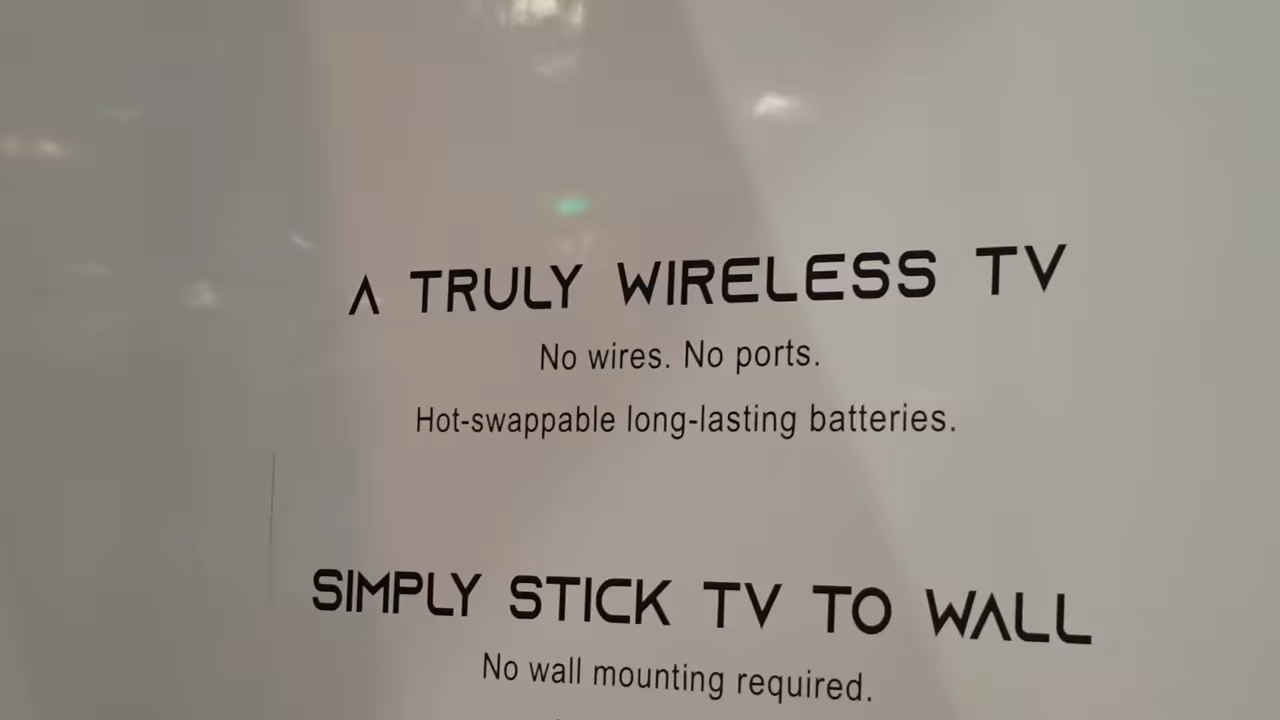 A TRULY WIRELESS TV
No wires. No ports.
Hot-swappable long-lasting batteries.
SIMPLY STICK TV TO WALL
No wall mounting required.